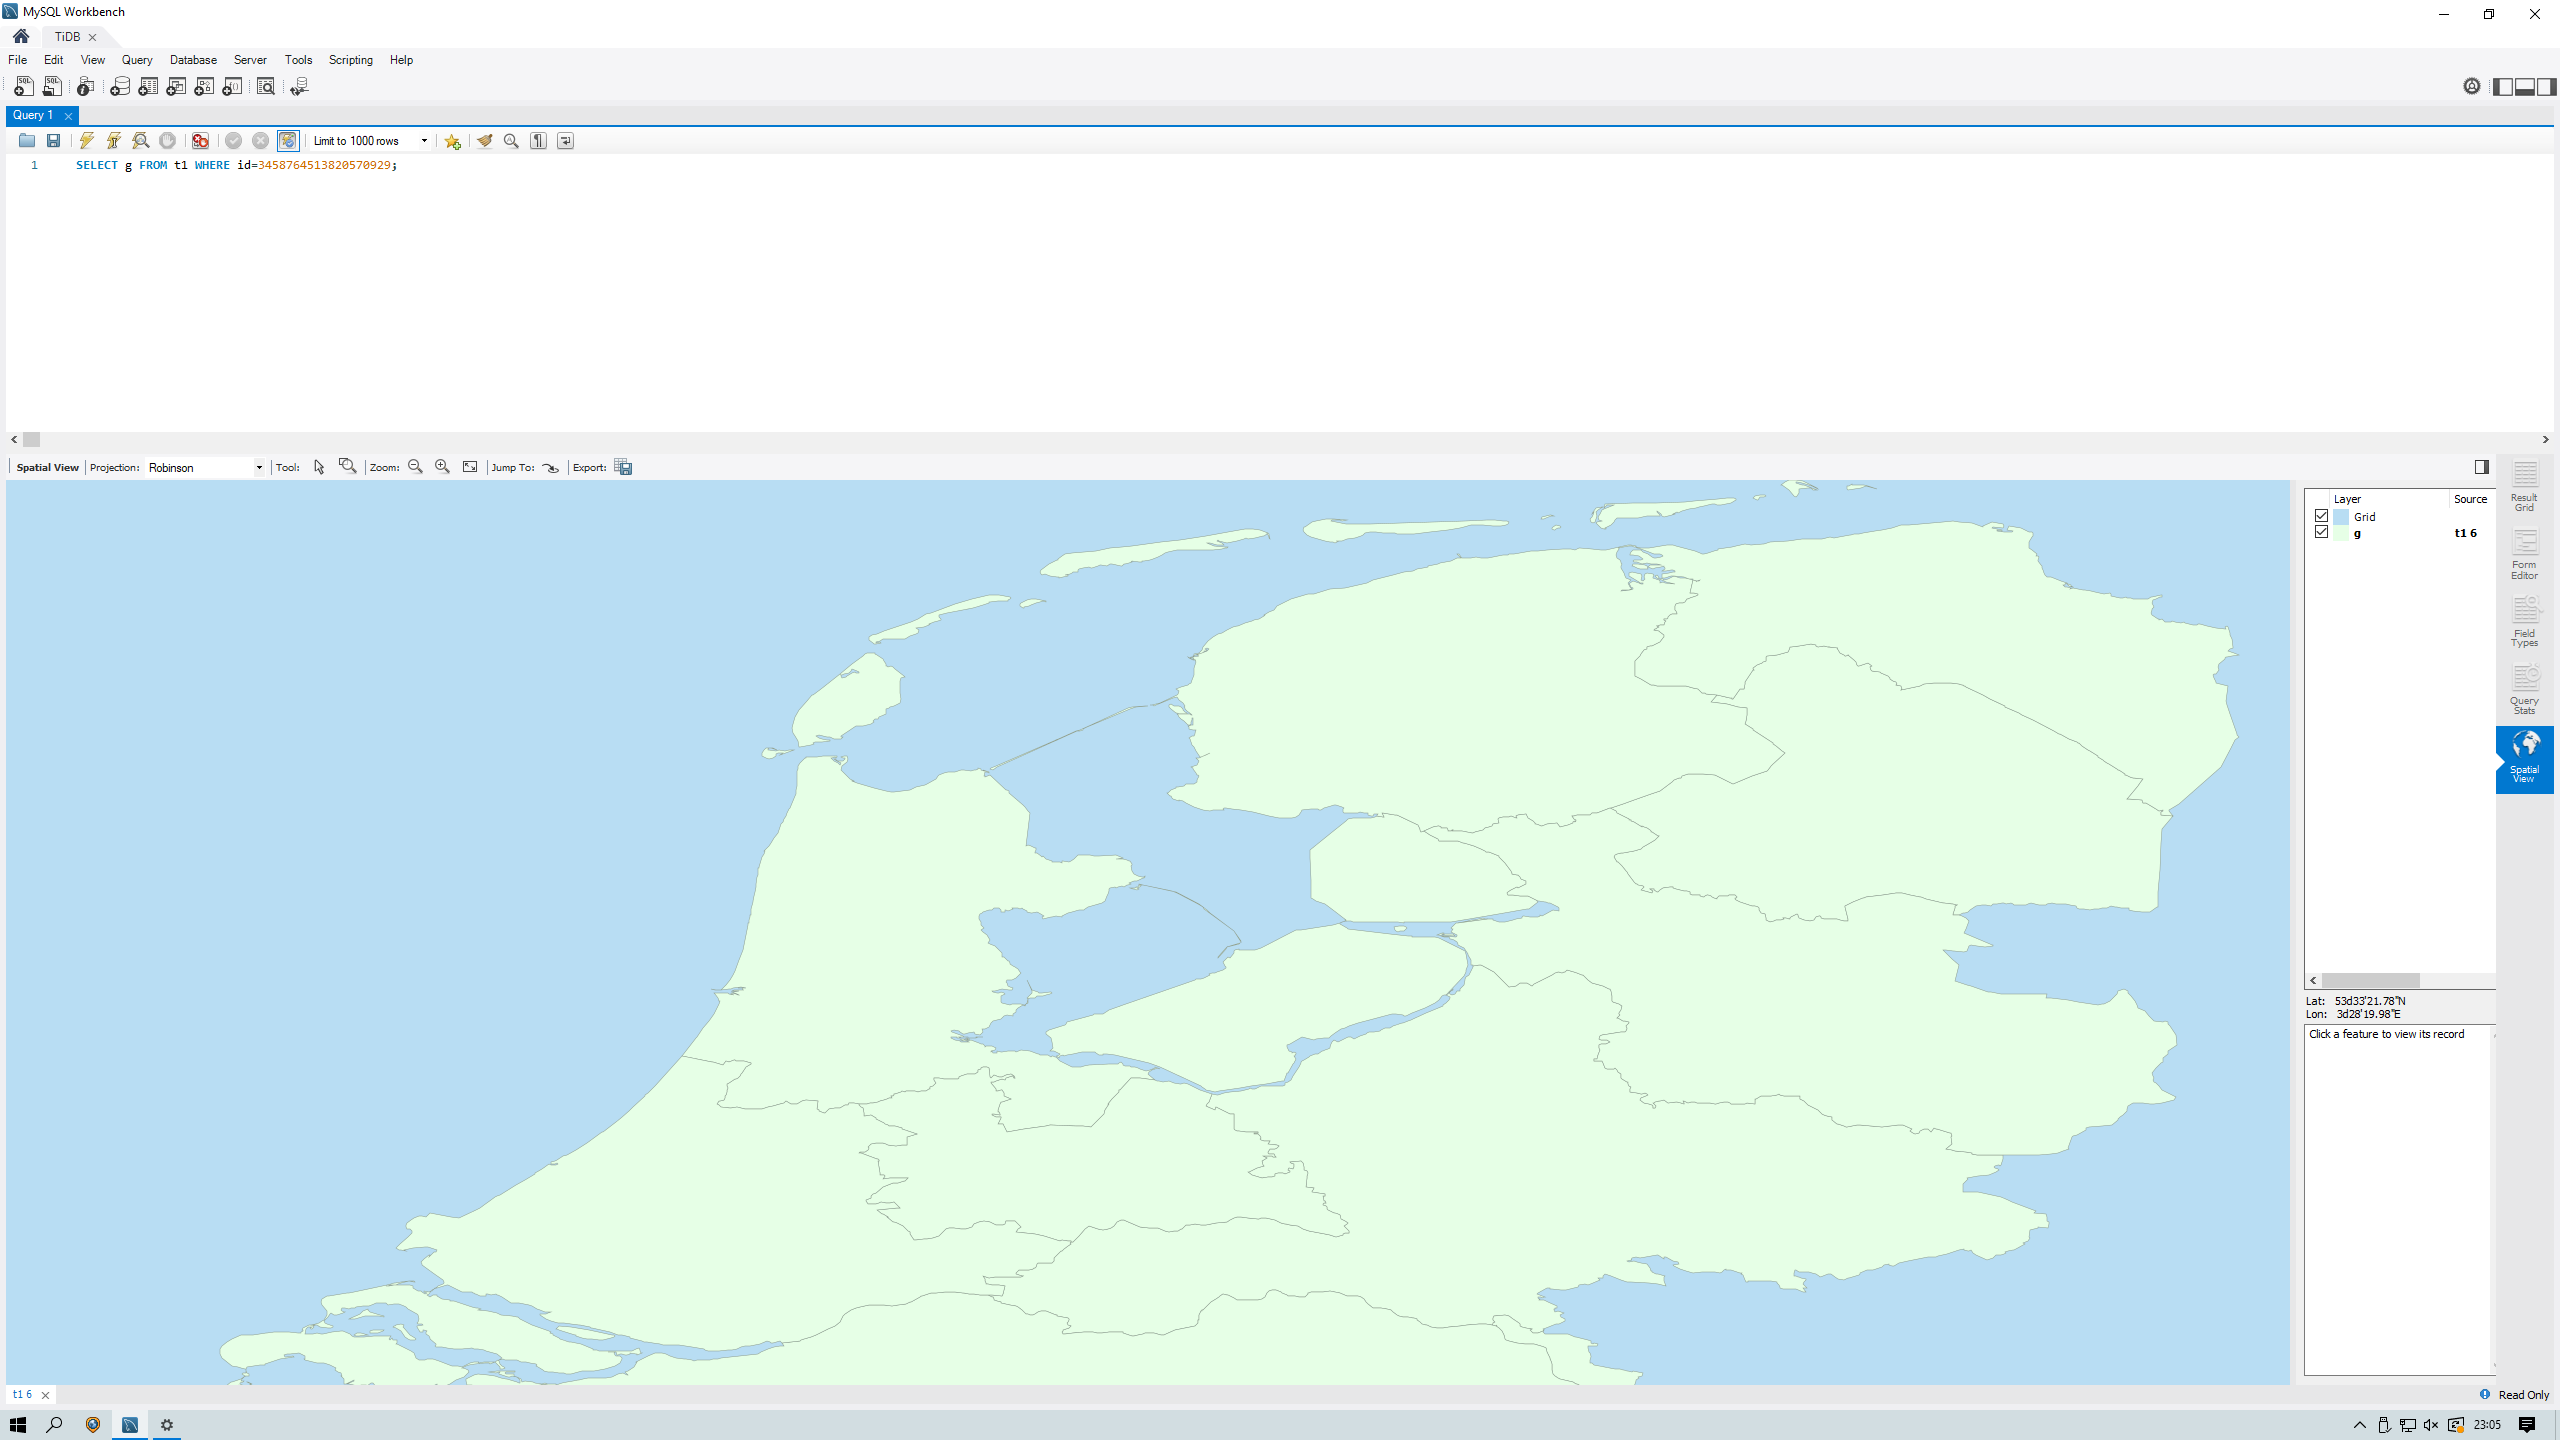 MySQL Workbench
TiDB
File Edit View Query Database Server Tools Scripting Help
Query 1
Limit to 1000 rows
1 SELECT g FROM t1 WHERE id=3458764513820570929;
Spatial View Projection: Robinson Tool: Zoom: Jump To: Export:
Layer Source
Grid
g t1 6
Lat: 53d33'21.78"N
Lon: 3d28'19.98"E
Click a feature to view its record
Result
Grid
Form
Editor
Field
Types
Query
Stats
Spatial
View
t1 6
Read Only
23:05